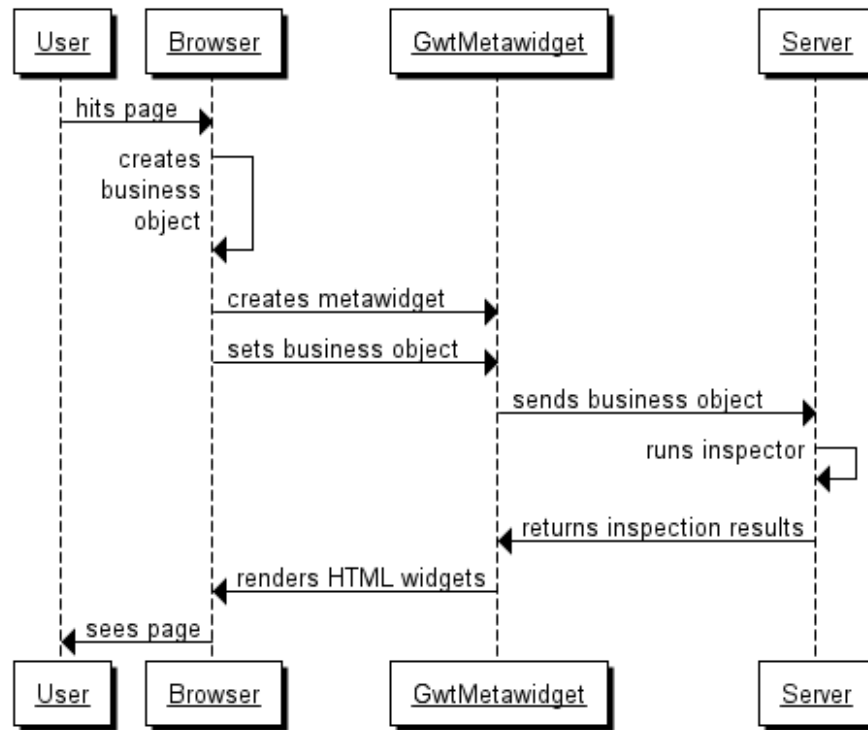 User
Browser
GwtMetawidget
Server
hits page
creates
business
object
creates metawidget
sets business object
sends business object
runs inspector
returns inspection results
renders HTML widgets
sees page
User
Browser
GwtMetawidget
Server